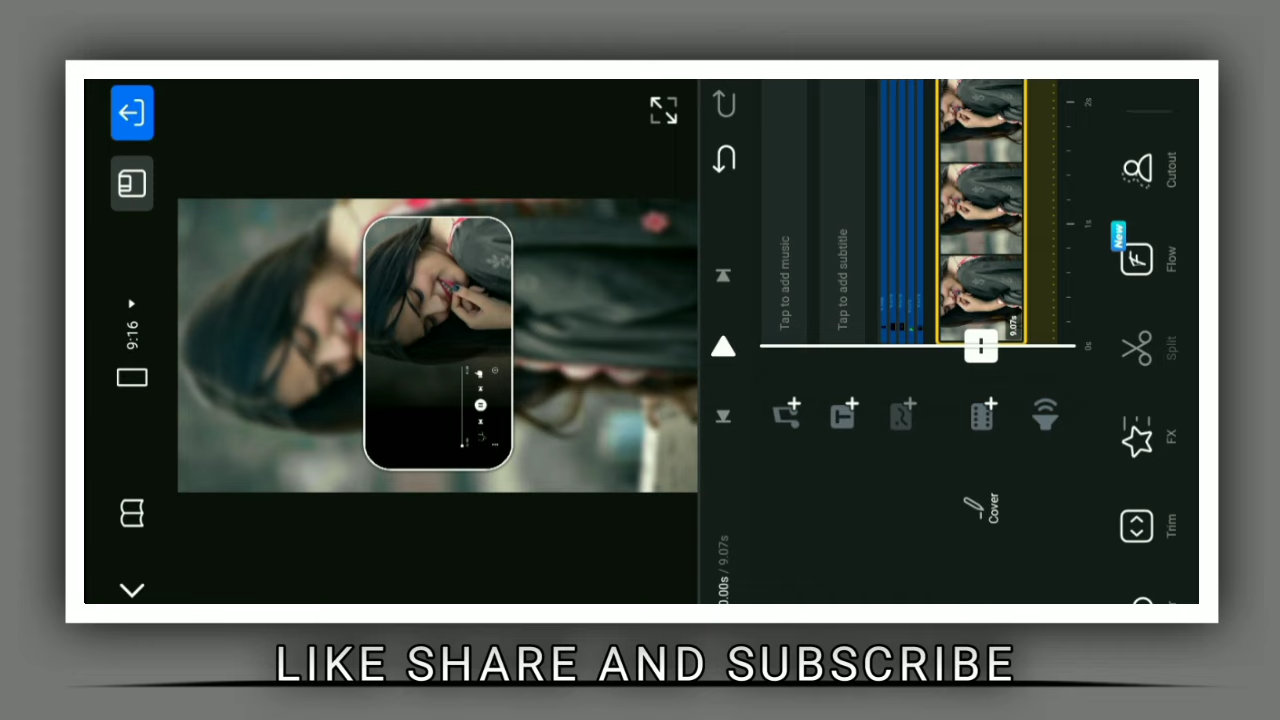 9:16
0.00s / 9.07s
Tap to add music
Tap to add subtitle
9.07s
0s
1s
2s
Cover
Trim
FX
Split
Flow
New
Cutout
LIKE SHARE AND SUBSCRIBE